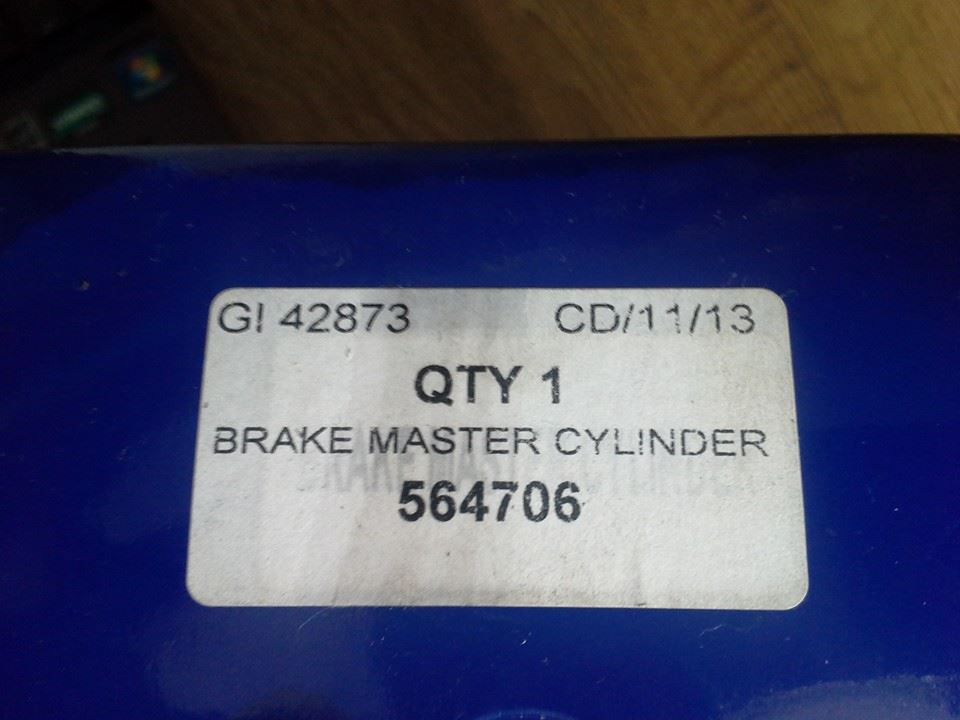 GI 42873 CD/11/13
QTY 1
BRAKE MASTER CYLINDER
564706